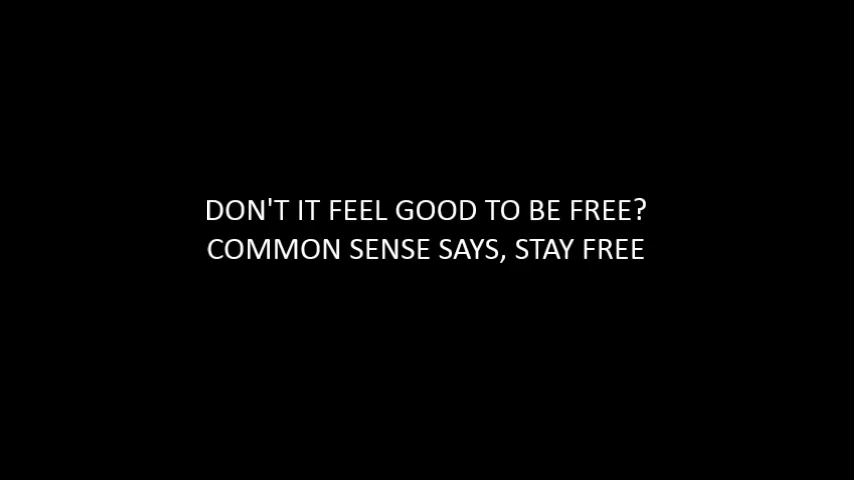 DON'T IT FEEL GOOD TO BE FREE?
COMMON SENSE SAYS, STAY FREE